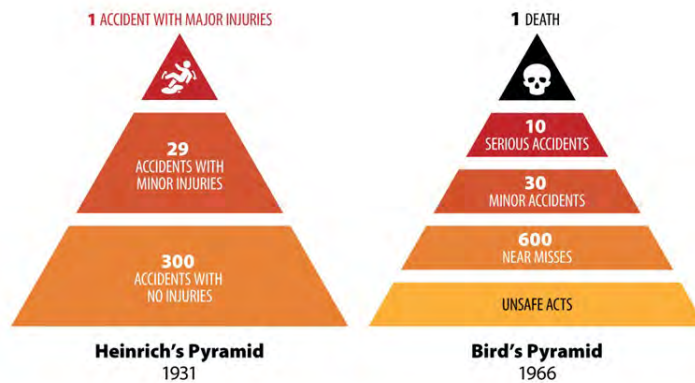 1 ACCIDENT WITH MAJOR INJURIES
29
ACCIDENTS WITH
MINOR INJURIES
300
ACCIDENTS WITH
NO INJURIES
Heinrich's Pyramid
1931
1 DEATH
10
SERIOUS ACCIDENTS
30
MINOR ACCIDENTS
600
NEAR MISSES
UNSAFE ACTS
Bird's Pyramid
1966